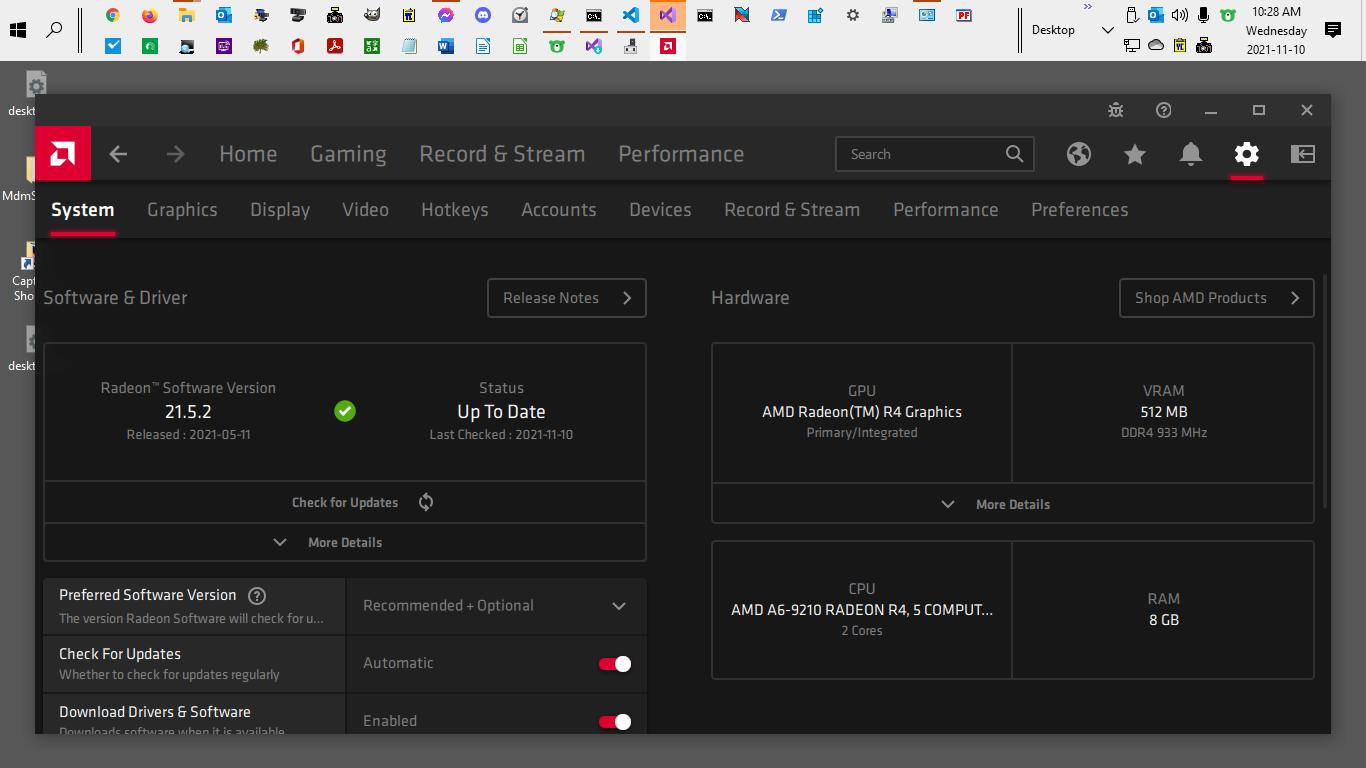 10:28 AM
Wednesday
2021-11-10
Desktop
Home
Gaming
Record & Stream
Performance
Search
System
Graphics
Display
Video
Hotkeys
Accounts
Devices
Record & Stream
Performance
Preferences
Software & Driver
Release Notes
Radeon™ Software Version
21.5.2
Released : 2021-05-11
Status
Up To Date
Last Checked : 2021-11-10
Check for Updates
More Details
Preferred Software Version
The version Radeon Software will check for u...
Recommended + Optional
Check For Updates
Whether to check for updates regularly
Automatic
Download Drivers & Software
Downloads software when it is available
Enabled
Hardware
Shop AMD Products
GPU
AMD Radeon(TM) R4 Graphics
Primary/Integrated
VRAM
512 MB
DDR4 933 MHz
More Details
CPU
AMD A6-9210 RADEON R4, 5 COMPUT...
2 Cores
RAM
8 GB
deskt
MdmS
Capt
Sho
deskt